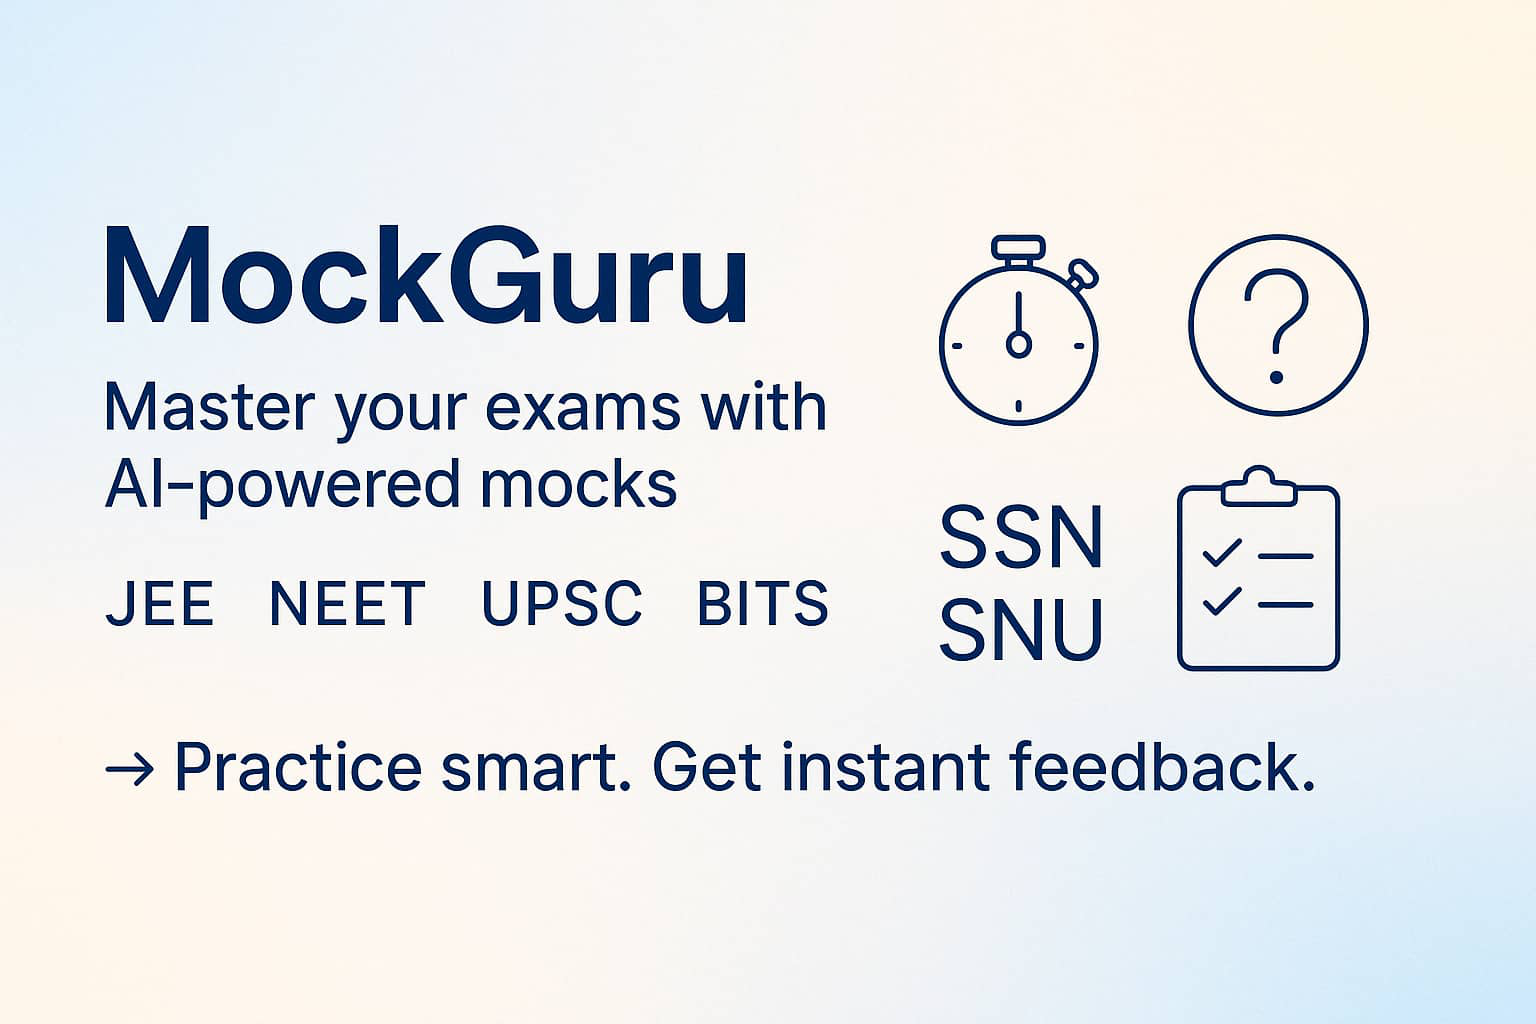 MockGuru
Master your exams with
AI-powered mocks
JEE NEET UPSC BITS
SSN
SNU
→ Practice smart. Get instant feedback.
?